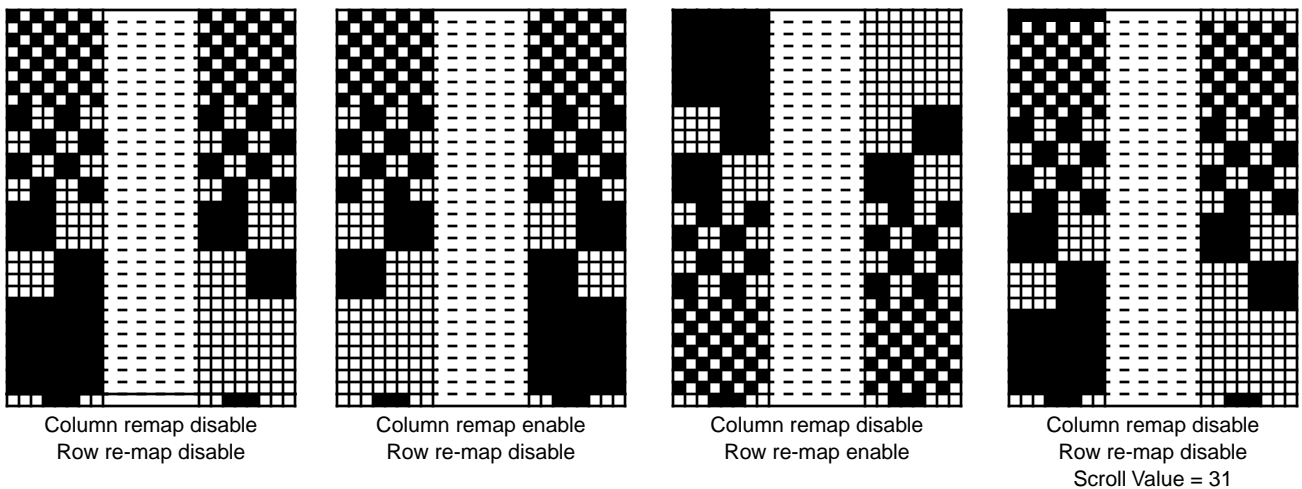 Column remap disable
Row re-map disable
Column remap enable
Row re-map disable
Column remap disable
Row re-map enable
Column remap disable
Row re-map disable
Scroll Value = 31